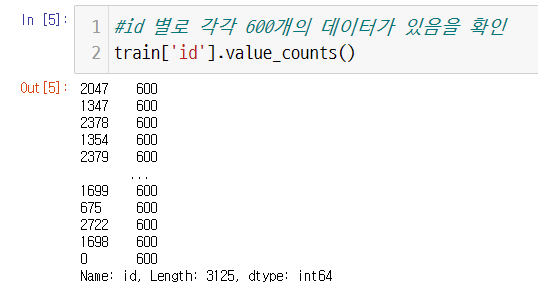 In [5]:
1 #id 별로 각각 600개의 데이터가 있음을 확인
2 train['id'].value_counts()
Out[5]:
2047 600
1347 600
2378 600
1354 600
2379 600
...
1699 600
675 600
2722 600
1698 600
0 600
Name: id, Length: 3125, dtype: int64